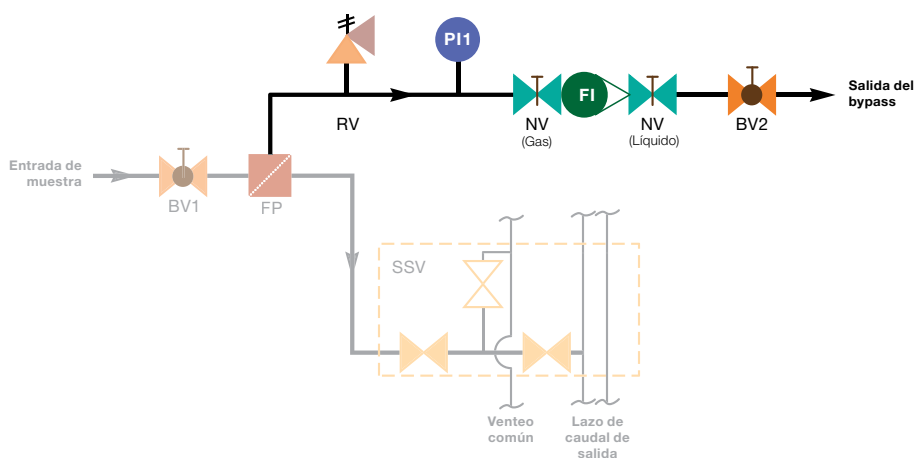 PI1
FI
Salida del
bypass
RV
NV
(Gas)
NV
(Líquido)
BV2
Entrada de
muestra
BV1
FP
SSV
Venteo
común
Lazo de
caudal de
salida